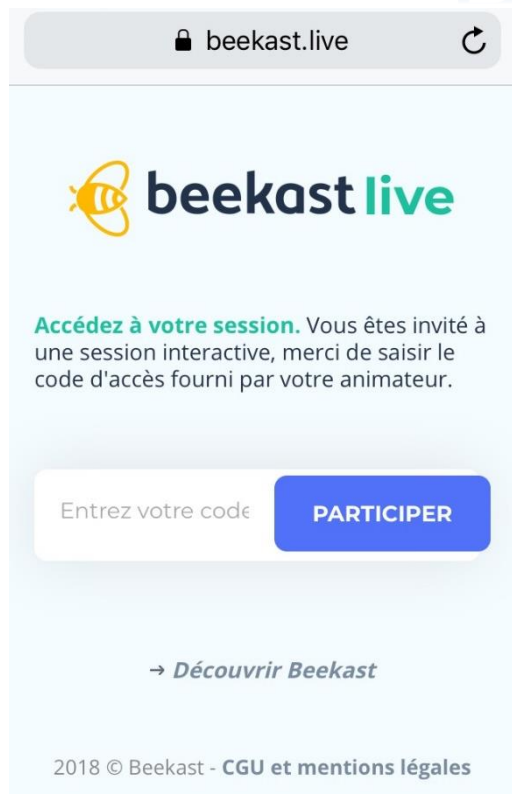 beekast.live
beekast live
Accédez à votre session. Vous êtes invité à
une session interactive, merci de saisir le
code d'accès fourni par votre animateur.
Entrez votre code
PARTICIPER
→ Découvrir Beekast
2018 © Beekast - CGU et mentions légales